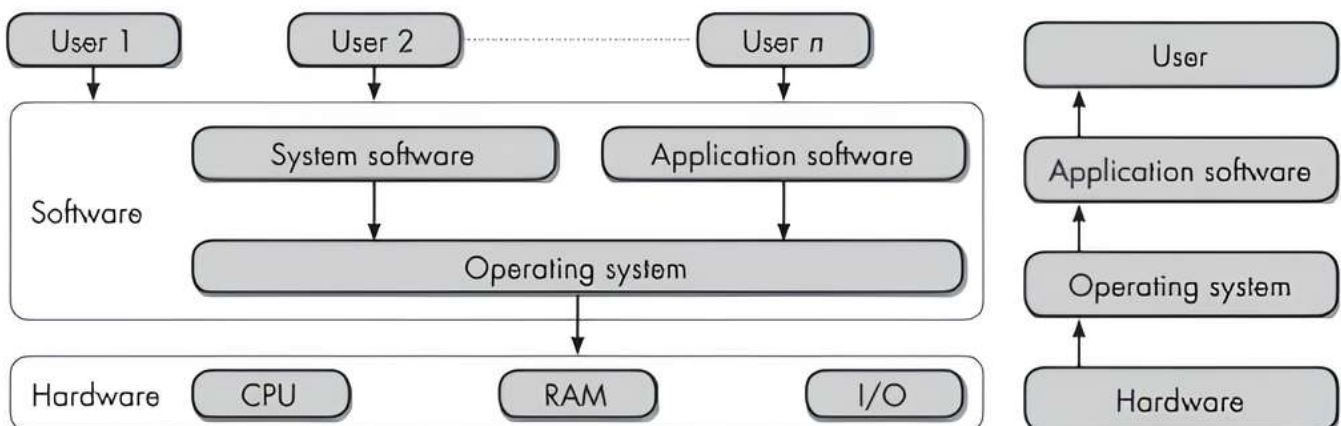 User 1
User 2
User n
System software
Application software
Software
Operating system
Hardware
CPU
RAM
I/O
User
Application software
Operating system
Hardware